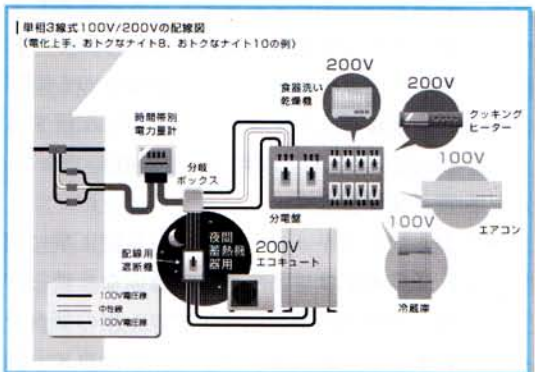 単相3線式100V/200Vの配線図
(電化上手、おトクなナイト8、おトクなナイト10の例)
200V
食器洗い
乾燥機
200V
クッキング
ヒーター
時間帯別
電力量計
分岐
ボックス
100V
エアコン
分電盤
100V
冷蔵庫
配線用
遮断機
夜間
蓄熱機
器用
200V
エコキュート
100V電圧線
中性線
100V電圧線